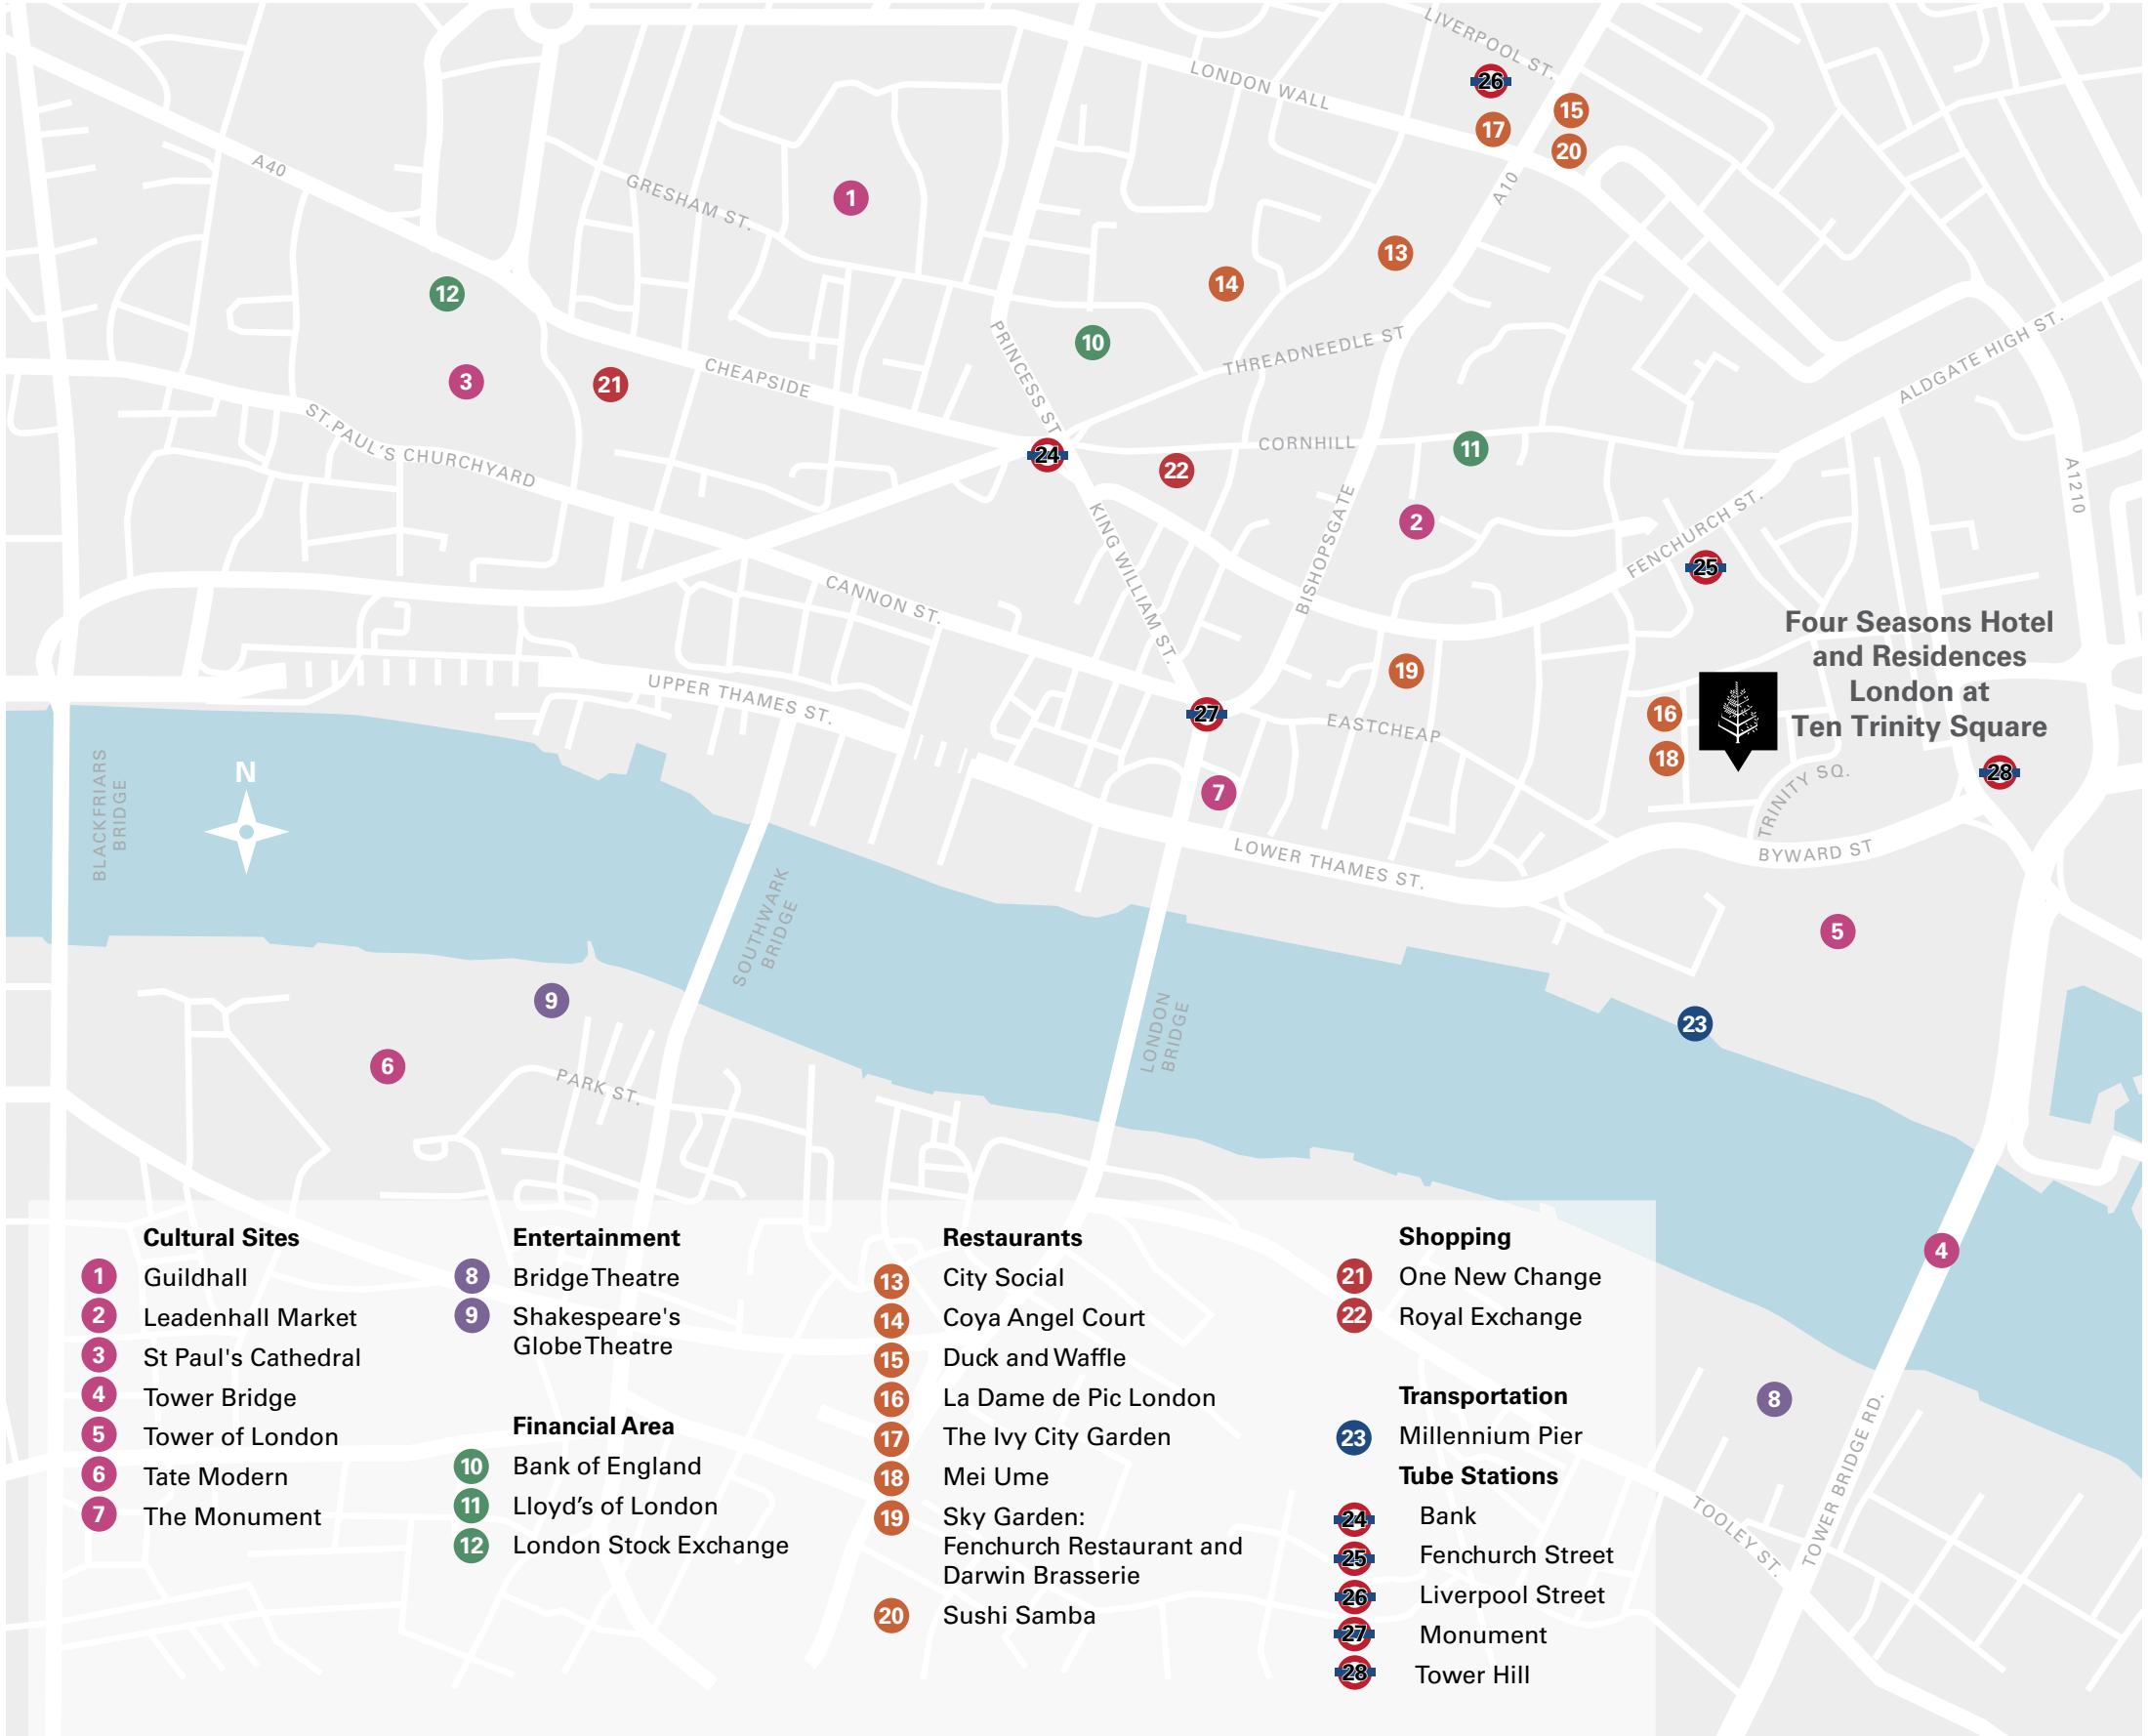 LIVERPOOL ST.
26
LONDON WALL
15
17
20
A40
GRESHAM ST.
1
A10
13
12
14
10
PRINCESS ST
THREADNEEDLE ST
ALDGATE HIGH ST.
3
21
CHEAPSIDE
ST.PAUL'S CHURCHYARD
24
22
CORNHILL
11
A1210
2
KING WILLIAM ST.
BISHOPSGATE
FENCHURCH ST.
25
CANNON ST.
Four Seasons Hotel
and Residences
London at
Ten Trinity Square
19
UPPER THAMES ST.
27
EASTCHEAP
16
18
28
7
TRINITY SQ.
BYWARD ST
BLACKFRIARS
BRIDGE
N
LOWER THAMES ST.
SOUTHWARK
BRIDGE
5
9
LONDON
BRIDGE
23
6
PARK ST.
4
8
TOWER BRIDGE RD.
TOOLEY ST.
Cultural Sites
1 Guildhall
2 Leadenhall Market
3 St Paul's Cathedral
4 Tower Bridge
5 Tower of London
6 Tate Modern
7 The Monument
Entertainment
8 Bridge Theatre
9 Shakespeare's
Globe Theatre
Financial Area
10 Bank of England
11 Lloyd’s of London
12 London Stock Exchange
Restaurants
13 City Social
14 Coya Angel Court
15 Duck and Waffle
16 La Dame de Pic London
17 The Ivy City Garden
18 Mei Ume
19 Sky Garden:
Fenchurch Restaurant and
Darwin Brasserie
20 Sushi Samba
Shopping
21 One New Change
22 Royal Exchange
Transportation
23 Millennium Pier
Tube Stations
24 Bank
25 Fenchurch Street
26 Liverpool Street
27 Monument
28 Tower Hill